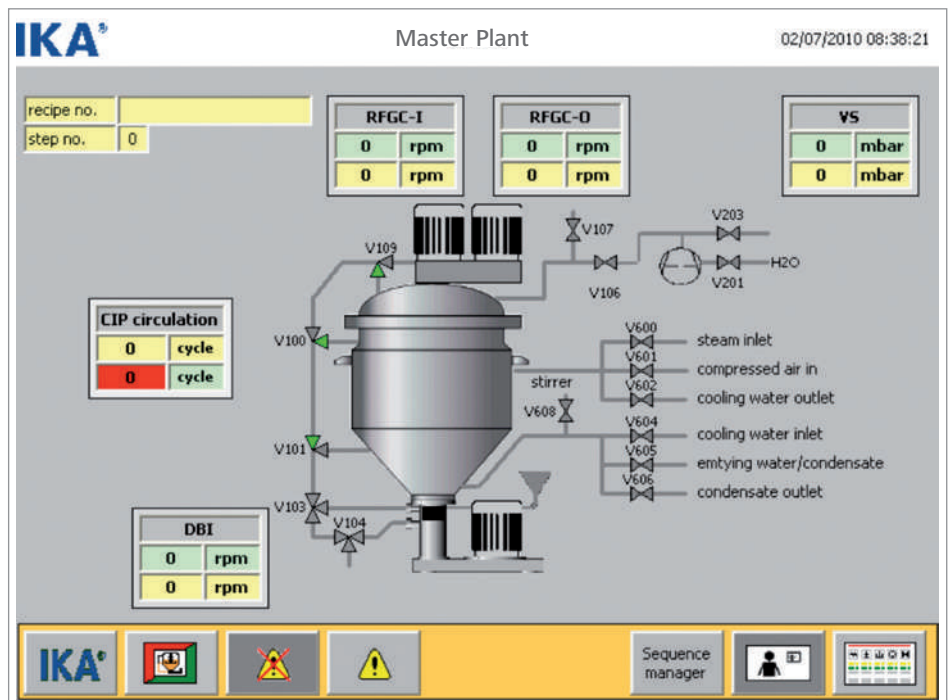 IKA®
Master Plant
02/07/2010 08:38:21
recipe no.
step no. 0
RFGC-I
0 rpm
0 rpm
RFGC-O
0 rpm
0 rpm
VS
0 mbar
0 mbar
V109
V107
V106
V203
V201
H2O
CIP circulation
0 cycle
0 cycle
V100
stirrer
V608
V600
steam inlet
V601
compressed air in
V602
cooling water outlet
V101
V604
cooling water inlet
V605
emtying water/condensate
V606
condensate outlet
V103
V104
DBI
0 rpm
0 rpm
IKA®
Sequence
manager